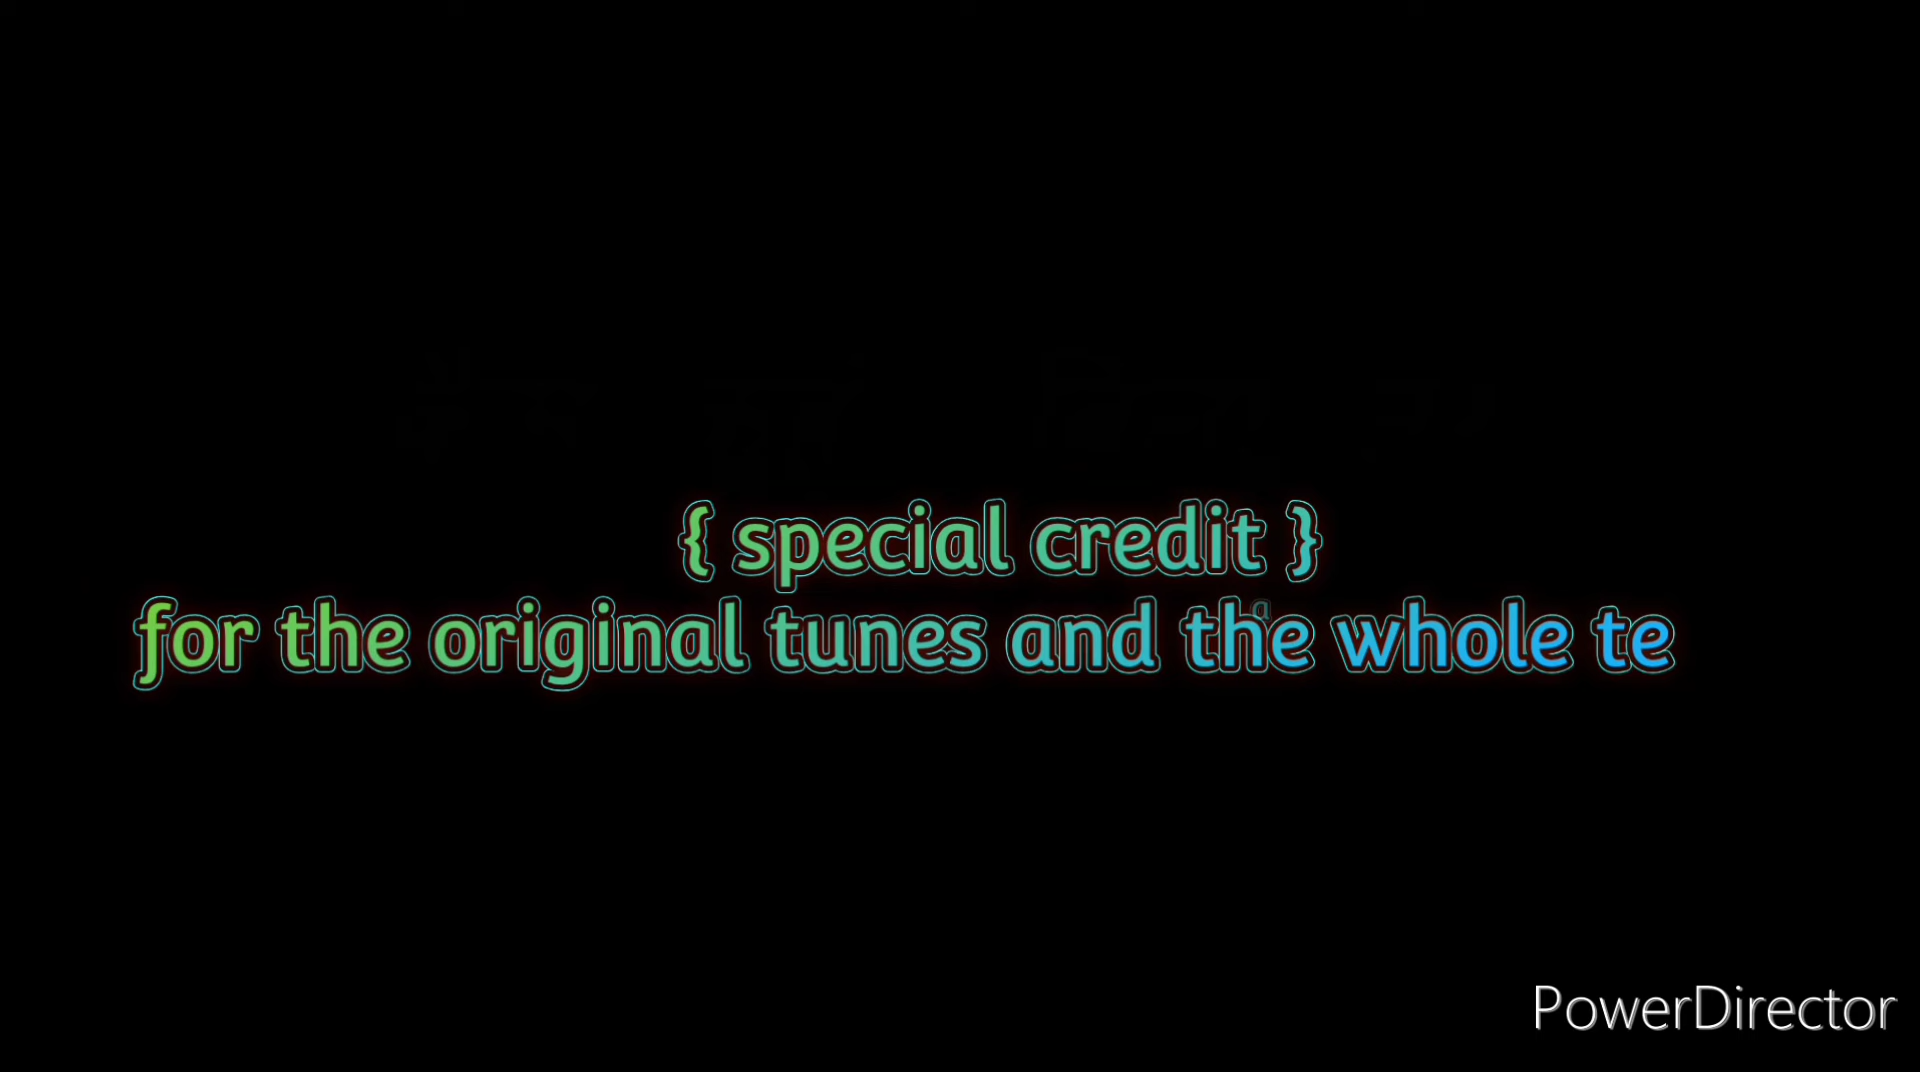 { special credit }
for the original tunes and the whole te
PowerDirector